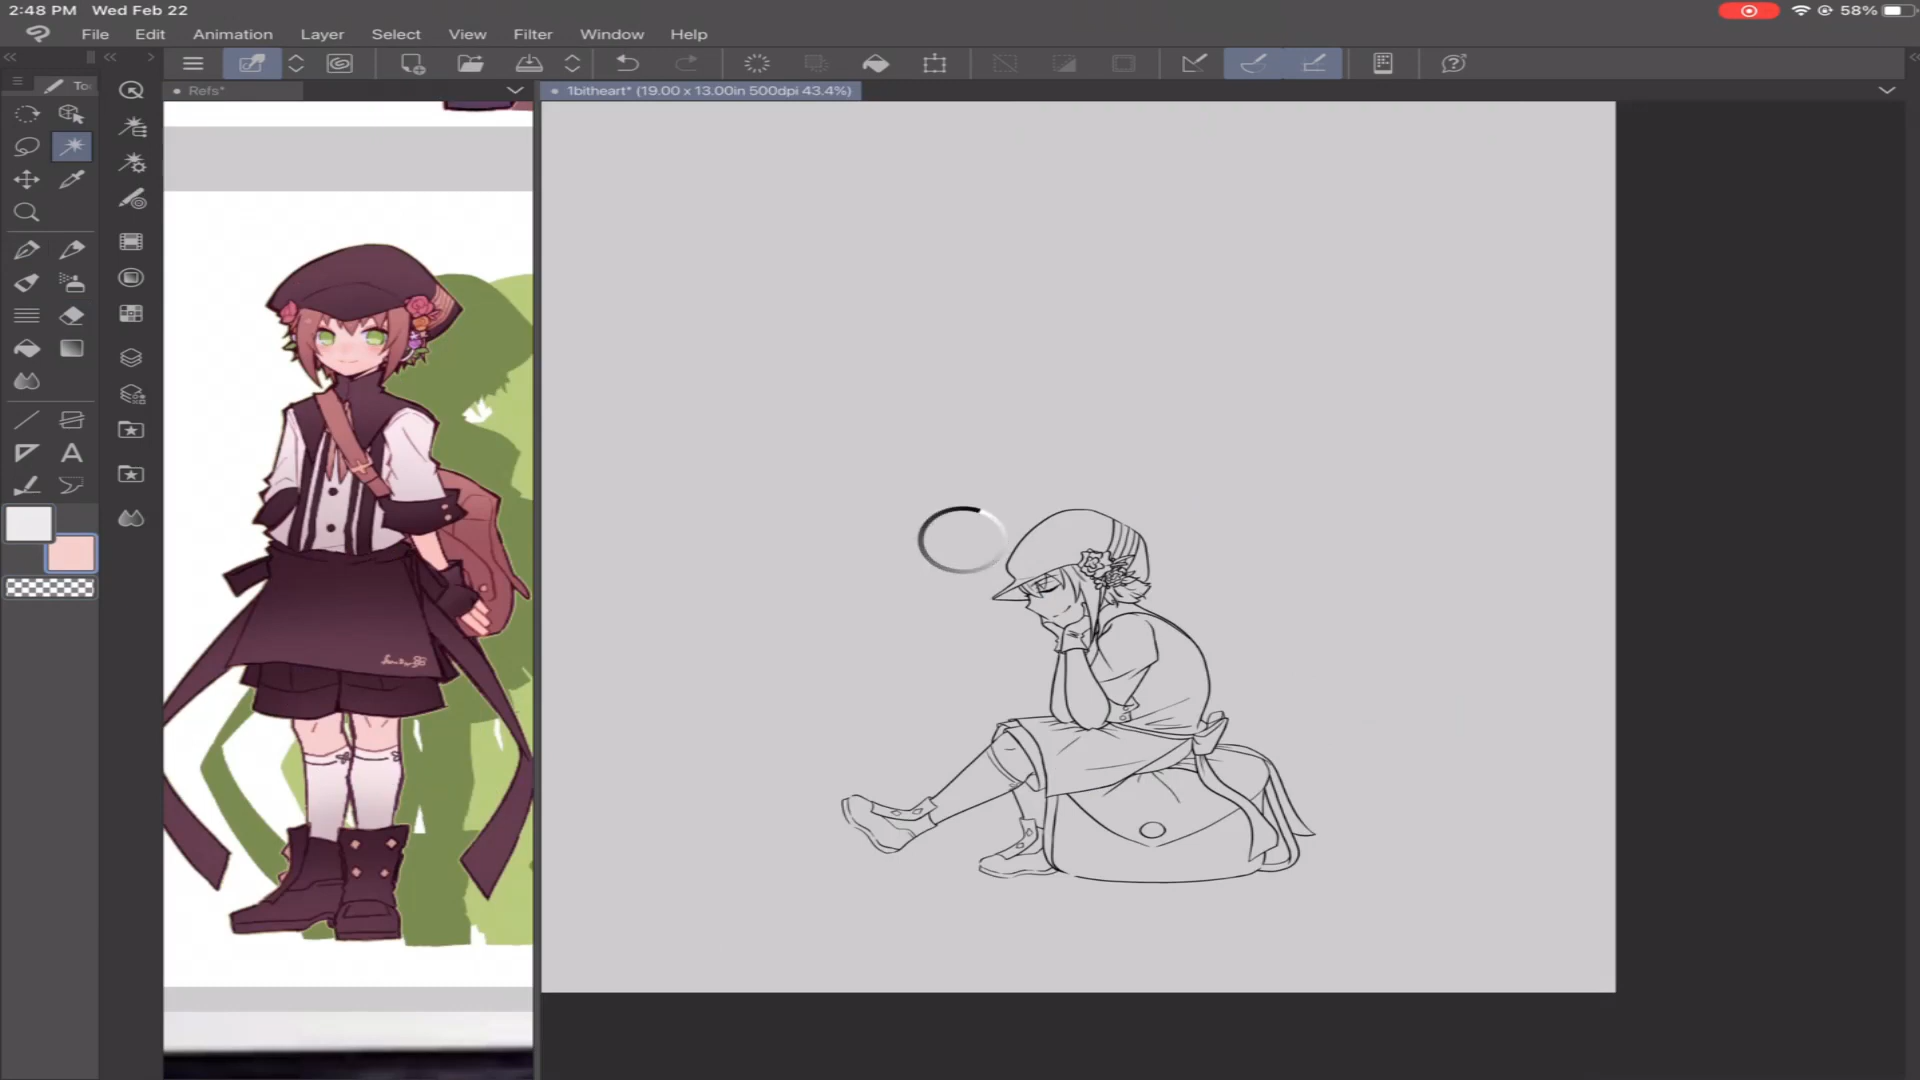 2:48 PM Wed Feb 22
58%
File Edit Animation Layer Select View Filter Window Help
To
Refs*
1bitheart* (19.00 x 13.00in 500dpi 43.4%)
A